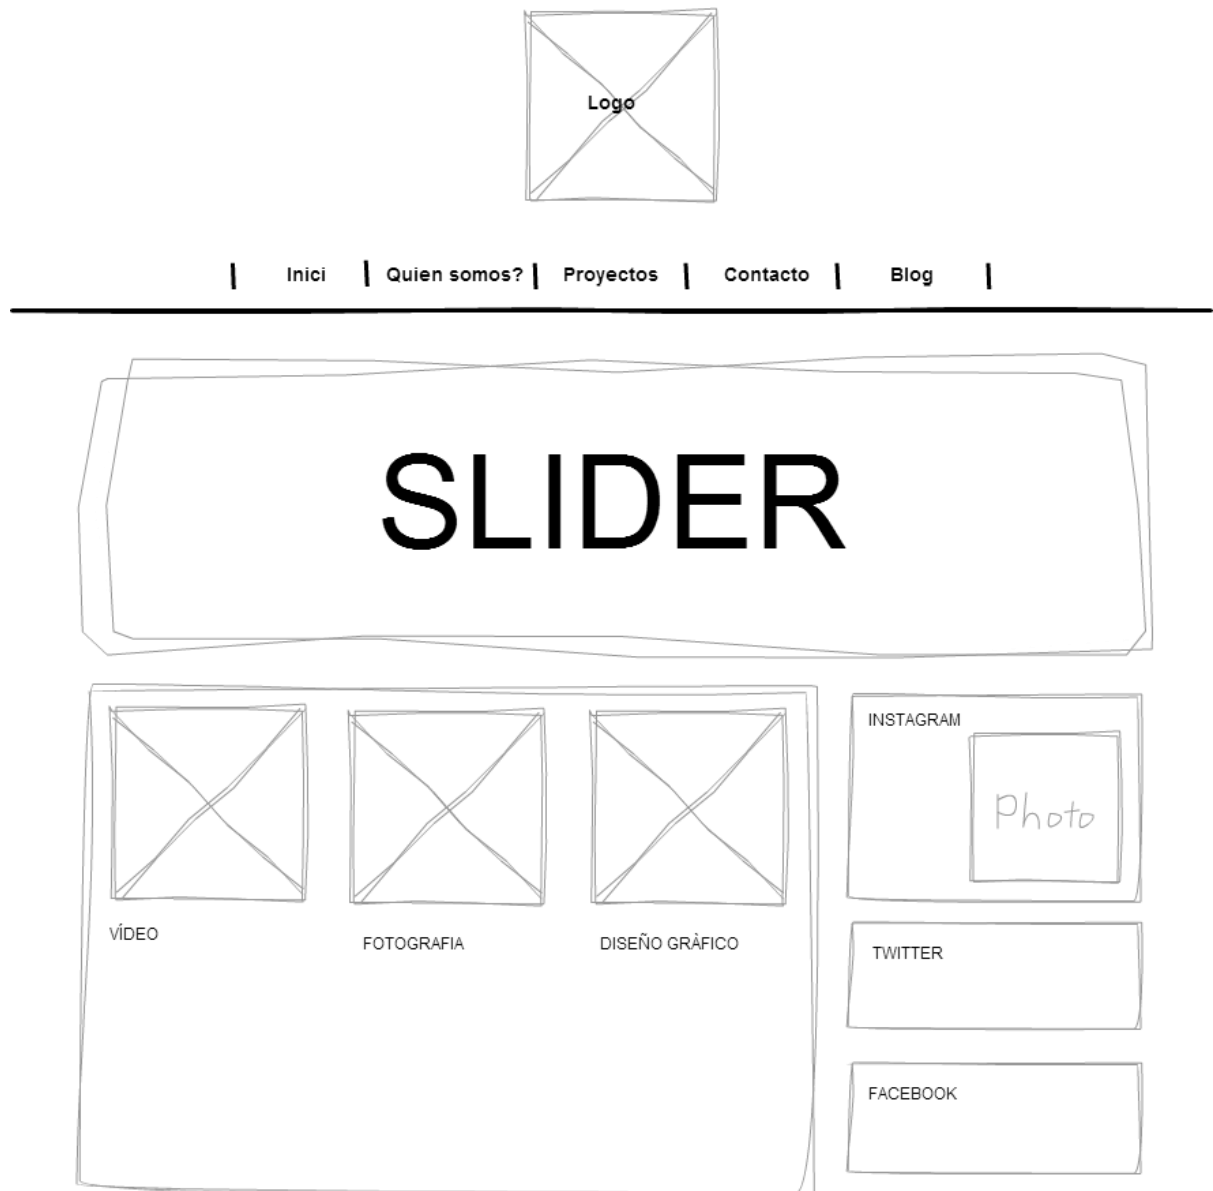 Logo
Inici
Quien somos?
Proyectos
Contacto
Blog
SLIDER
VÍDEO
FOTOGRAFIA
DISEÑO GRÀFICO
INSTAGRAM
Photo
TWITTER
FACEBOOK